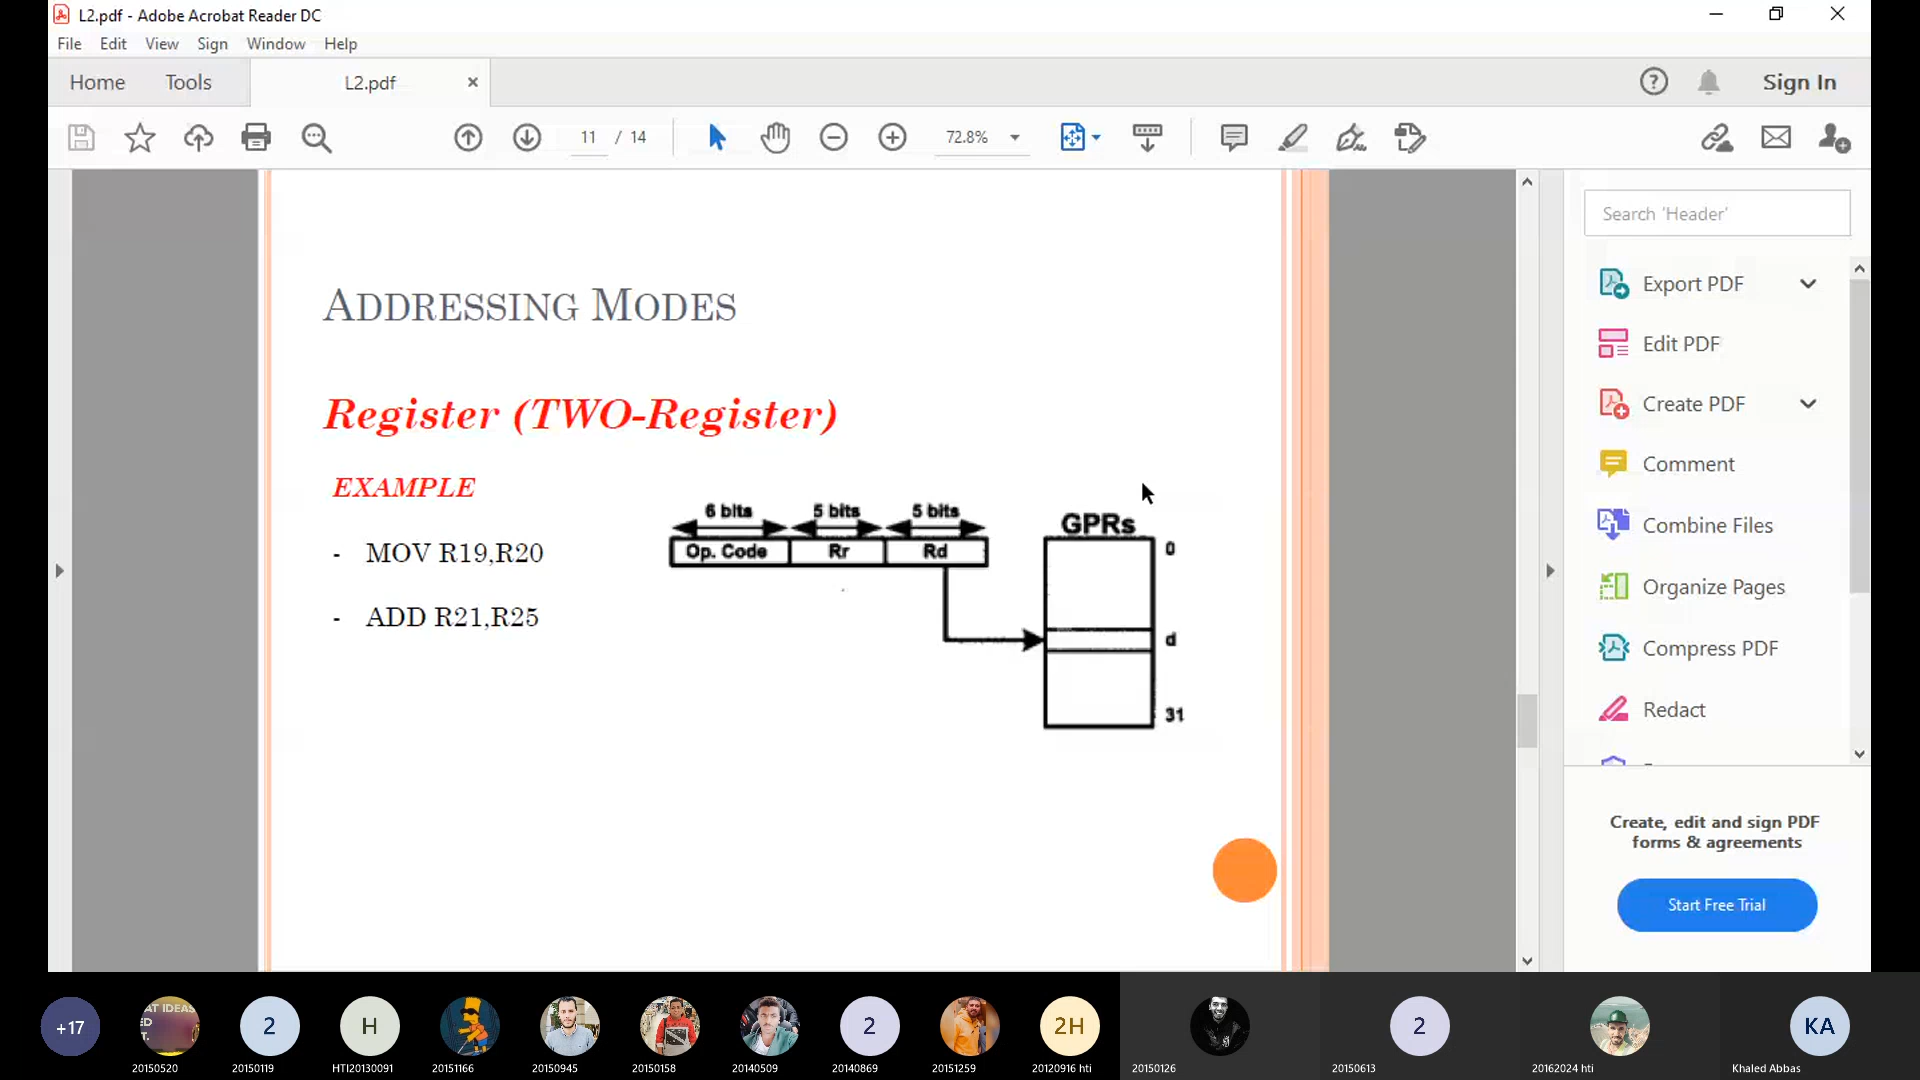 L2.pdf - Adobe Acrobat Reader DC
File Edit View Sign Window Help
Home Tools L2.pdf Sign In
11 / 14 72.8%
Search 'Header'
ADDRESSING MODES
Register (TWO-Register)
EXAMPLE
- MOV R19,R20
- ADD R21,R25
6 bits 5 bits 5 bits
Op. Code Rr Rd
GPRs
0
d
31
Export PDF
Edit PDF
Create PDF
Comment
Combine Files
Organize Pages
Compress PDF
Redact
Create, edit and sign PDF
forms & agreements
Start Free Trial
+17 2 H 2 2H 2 KA
20150520 20150119 HTI20130091 20151166 20150945 20150158 20140509 20140869 20151259 20120916 hti 20150126 20150613 20162024 hti Khaled Abbas